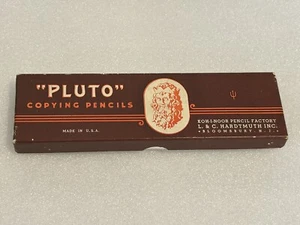 "PLUTO"
COPYING PENCILS
MADE IN U.S.A.
KOH-I-NOOR PENCIL FACTORY
L. & C. HARDTMUTH INC.
BLOOMSBURY, N.J.